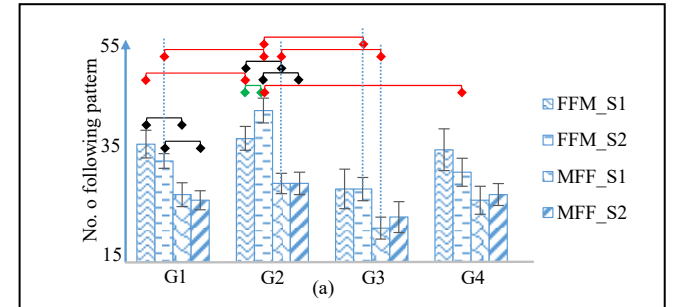 55
35
15
No. o following pattern
G1 G2 G3 G4
(a)
FFM_S1
FFM_S2
MFF_S1
MFF_S2